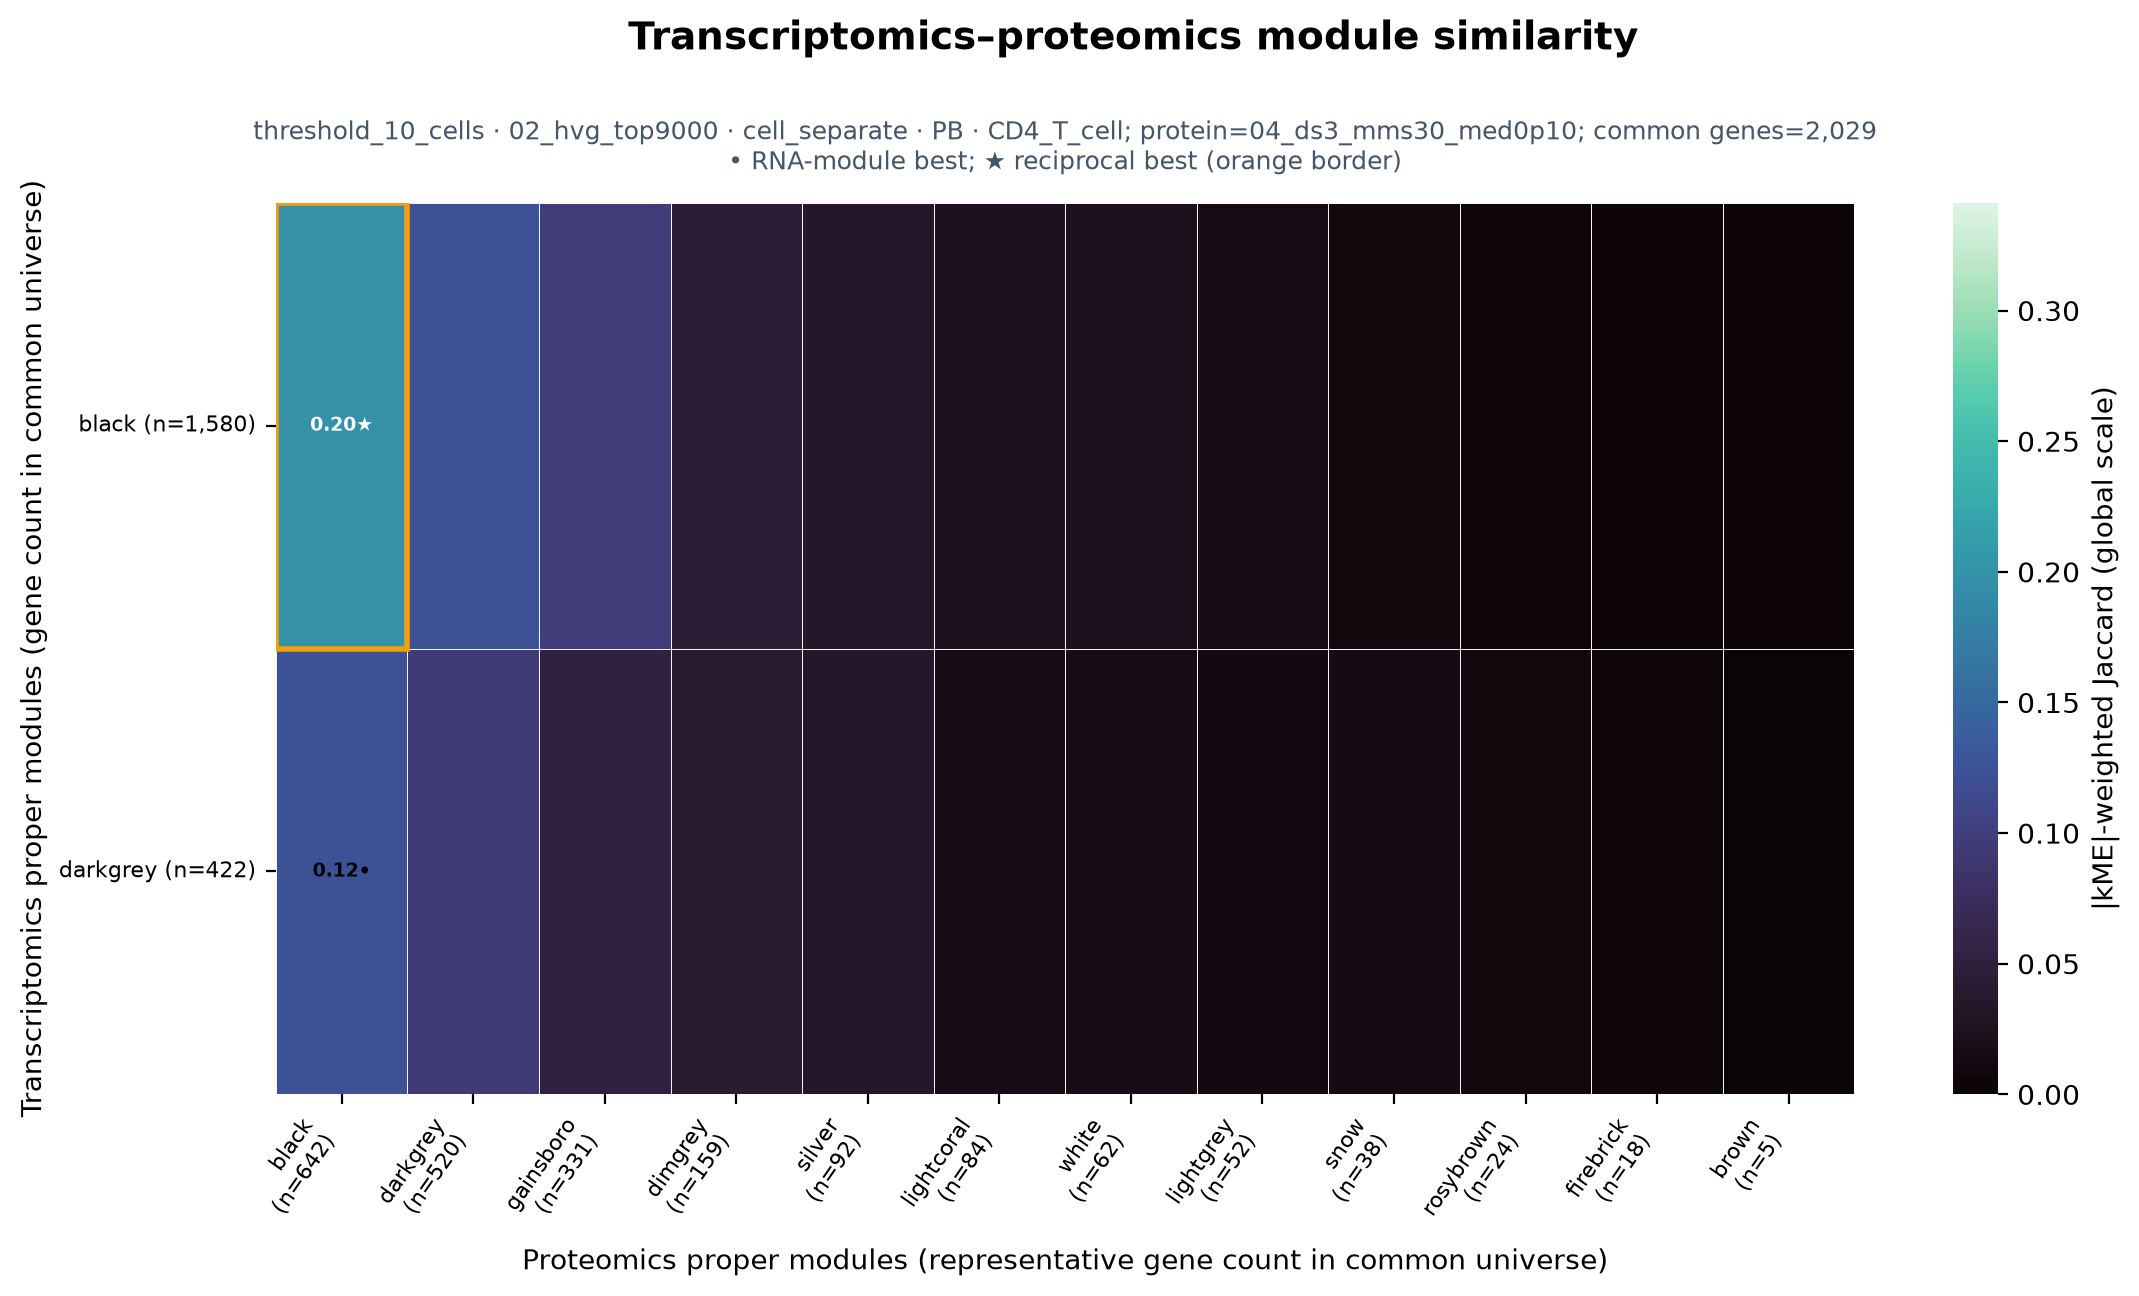 Transcriptomics–proteomics module similarity
threshold_10_cells · 02_hvg_top9000 · cell_separate · PB · CD4_T_cell; protein=04_ds3_mms30_med0p10; common genes=2,029
• RNA-module best; ★ reciprocal best (orange border)
Transcriptomics proper modules (gene count in common universe)
black (n=1,580)
darkgrey (n=422)
0.20★
0.12•
black
(n=642)
darkgrey
(n=520)
gainsboro
(n=331)
dimgrey
(n=159)
silver
(n=92)
lightcoral
(n=84)
white
(n=62)
lightgrey
(n=52)
snow
(n=38)
rosybrown
(n=24)
firebrick
(n=18)
brown
(n=5)
Proteomics proper modules (representative gene count in common universe)
0.30
0.25
0.20
0.15
0.10
0.05
0.00
|kME|-weighted Jaccard (global scale)